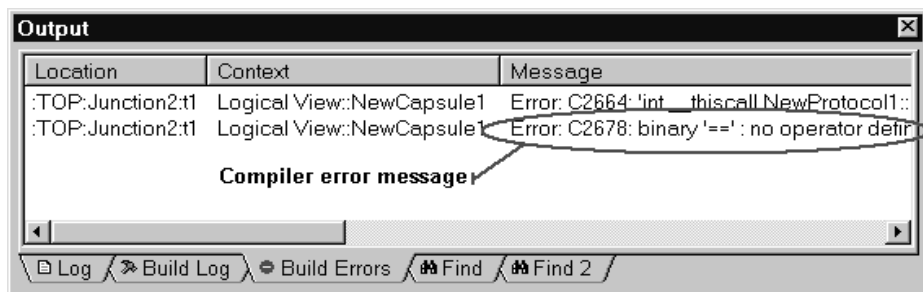 Output
Location Context Message
:TOP:Junction2:t1 Logical View::NewCapsule1 Error: C2664: 'int __thiscall NewProtocol1::
:TOP:Junction2:t1 Logical View::NewCapsule1 Error: C2678: binary '==' : no operator defin
Compiler error message
Log Build Log Build Errors Find Find 2